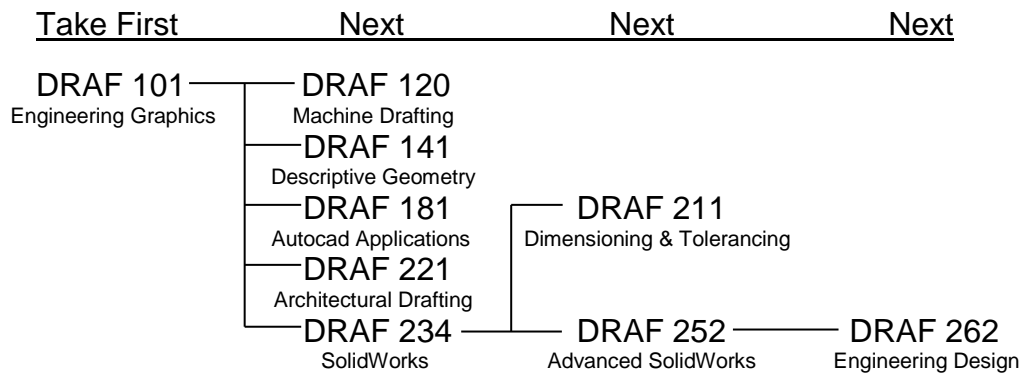 Take First Next Next Next
DRAF 101 DRAF 120
Engineering Graphics Machine Drafting
DRAF 141
Descriptive Geometry
DRAF 181 DRAF 211
Autocad Applications Dimensioning & Tolerancing
DRAF 221
Architectural Drafting
DRAF 234 DRAF 252 DRAF 262
SolidWorks Advanced SolidWorks Engineering Design